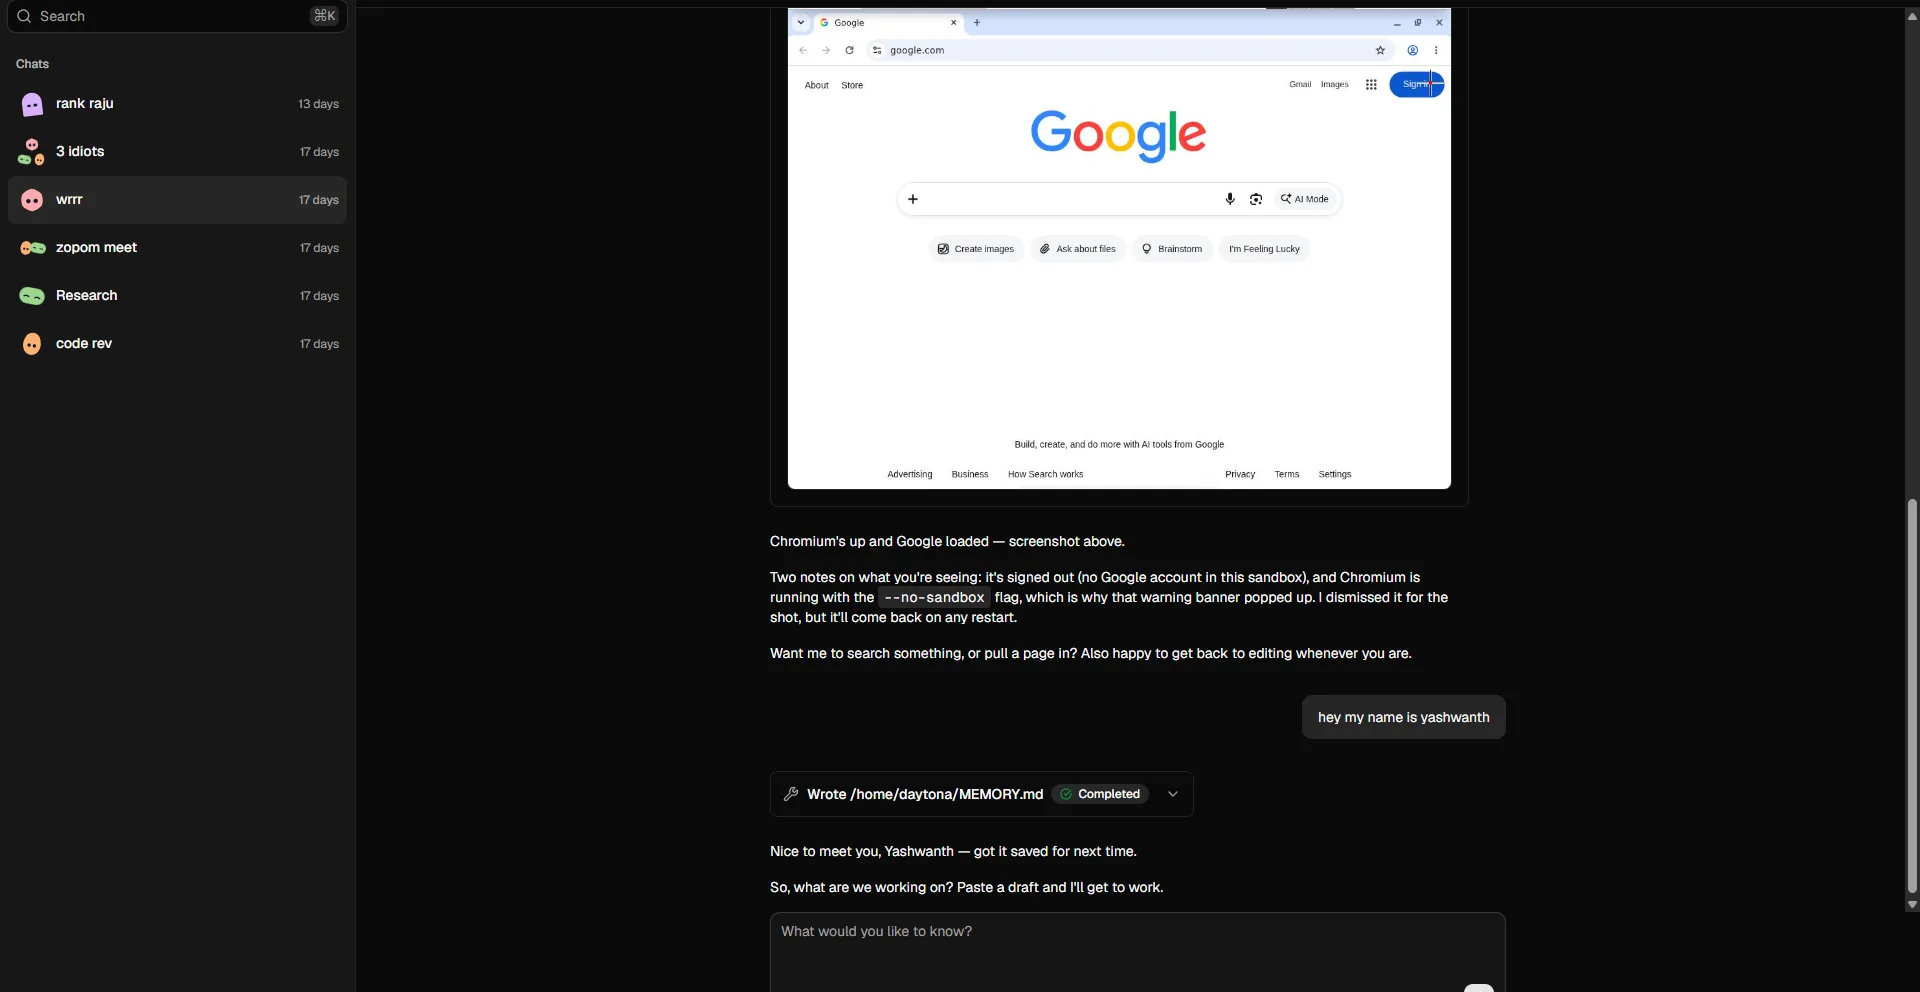 Search
⌘K
Chats
rank raju
13 days
3 idiots
17 days
wrrr
17 days
zopom meet
17 days
Research
17 days
code rev
17 days
Google
google.com
About Store
Gmail Images
Google
AI Mode
Create images
Ask about files
Brainstorm
I'm Feeling Lucky
Build, create, and do more with AI tools from Google
Advertising Business How Search works
Privacy Terms Settings
Chromium's up and Google loaded — screenshot above.
Two notes on what you're seeing: it's signed out (no Google account in this sandbox), and Chromium is
running with the --no-sandbox flag, which is why that warning banner popped up. I dismissed it for the
shot, but it'll come back on any restart.
Want me to search something, or pull a page in? Also happy to get back to editing whenever you are.
hey my name is yashwanth
Wrote /home/daytona/MEMORY.md Completed
Nice to meet you, Yashwanth — got it saved for next time.
So, what are we working on? Paste a draft and I'll get to work.
What would you like to know?